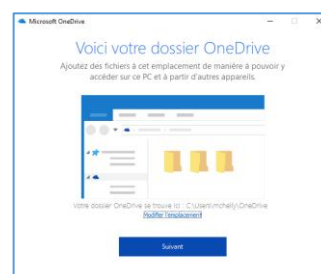 Microsoft OneDrive
Voici votre dossier OneDrive
Ajoutez des fichiers à cet emplacement de manière à pouvoir y
accéder sur ce PC et à partir d'autres appareils.
Votre dossier OneDrive se trouve ici : C:\Users\mchelly\OneDrive
Modifier l'emplacement
Suivant